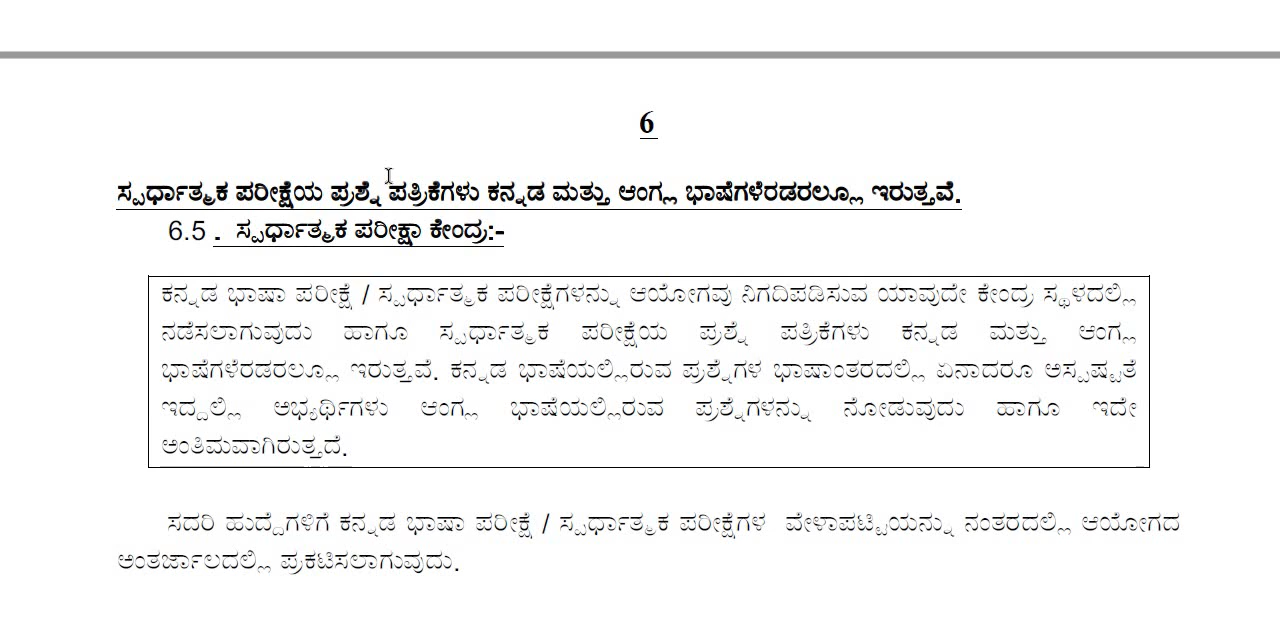 6
ಸ್ಪರ್ಧಾತ್ಮಕ ಪರೀಕ್ಷೆಯ ಪ್ರಶ್ನೆ ಪತ್ರಿಕೆಗಳು ಕನ್ನಡ ಮತ್ತು ಆಂಗ್ಲ ಭಾಷೆಗಳೆರಡರಲ್ಲೂ ಇರುತ್ತವೆ.
6.5 . ಸ್ಪರ್ಧಾತ್ಮಕ ಪರೀಕ್ಷಾ ಕೇಂದ್ರ:-
ಕನ್ನಡ ಭಾಷಾ ಪರೀಕ್ಷೆ / ಸ್ಪರ್ಧಾತ್ಮಕ ಪರೀಕ್ಷೆಗಳನ್ನು ಆಯೋಗವು ನಿಗದಿಪಡಿಸುವ ಯಾವುದೇ ಕೇಂದ್ರ ಸ್ಥಳದಲ್ಲಿ
ನಡೆಸಲಾಗುವುದು ಹಾಗೂ ಸ್ಪರ್ಧಾತ್ಮಕ ಪರೀಕ್ಷೆಯ ಪ್ರಶ್ನೆ ಪತ್ರಿಕೆಗಳು ಕನ್ನಡ ಮತ್ತು ಆಂಗ್ಲ
ಭಾಷೆಗಳೆರಡರಲ್ಲೂ ಇರುತ್ತವೆ. ಕನ್ನಡ ಭಾಷೆಯಲ್ಲಿರುವ ಪ್ರಶ್ನೆಗಳ ಭಾಷಾಂತರದಲ್ಲಿ ಏನಾದರೂ ಅಸ್ಪಷ್ಟತೆ
ಇದ್ದಲ್ಲಿ ಅಭ್ಯರ್ಥಿಗಳು ಆಂಗ್ಲ ಭಾಷೆಯಲ್ಲಿರುವ ಪ್ರಶ್ನೆಗಳನ್ನು ನೋಡುವುದು ಹಾಗೂ ಇದೇ
ಅಂತಿಮವಾಗಿರುತ್ತದೆ.
ಸದರಿ ಹುದ್ದೆಗಳಿಗೆ ಕನ್ನಡ ಭಾಷಾ ಪರೀಕ್ಷೆ / ಸ್ಪರ್ಧಾತ್ಮಕ ಪರೀಕ್ಷೆಗಳ ವೇಳಾಪಟ್ಟಿಯನ್ನು ನಂತರದಲ್ಲಿ ಆಯೋಗದ
ಅಂತರ್ಜಾಲದಲ್ಲಿ ಪ್ರಕಟಿಸಲಾಗುವುದು.